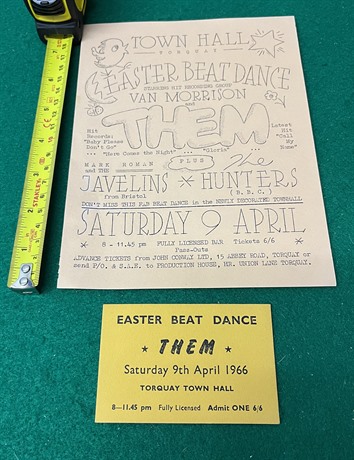 TOWN HALL
TORQUAY
EASTER BEAT DANCE
STARRING HIT RECORDING GROUP
VAN MORRISON
and
THEM
Hit
Records:
"Baby Please
Don't Go"
Latest
Hit
"Call
My
Name"
... "Here Comes the Night" ... "Gloria" ...
MARK ROMAN PLUS The
and THE
JAVELINS * HUNTERS
from Bristol (B.B.C.)
DON'T MISS THIS FAB BEAT DANCE in the NEWLY DECORATED TOWNHALL
SATURDAY 9 APRIL
8 - 11.45 pm FULLY LICENSED BAR Tickets 6/6
Pass-Outs
ADVANCE TICKETS from JOHN CONWAY LTD, 15 ABBEY ROAD, TORQUAY or
send P/O. & S.A.E. to PRODUCTION HOUSE, HR. UNION LANE TORQUAY.
STANLEY
EASTER BEAT DANCE
★ THEM ★
Saturday 9th April 1966
TORQUAY TOWN HALL
8—11.45 pm Fully Licensed Admit ONE 6/6